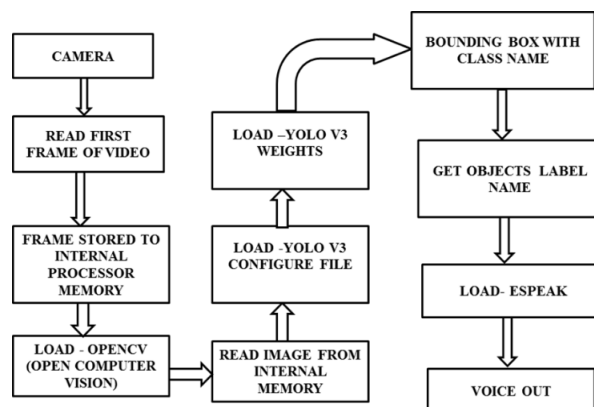 CAMERA
READ FIRST
FRAME OF VIDEO
FRAME STORED TO
INTERNAL
PROCESSOR
MEMORY
LOAD - OPENCV
(OPEN COMPUTER
VISION)
READ IMAGE FROM
INTERNAL
MEMORY
LOAD -YOLO V3
CONFIGURE FILE
LOAD –YOLO V3
WEIGHTS
BOUNDING BOX WITH
CLASS NAME
GET OBJECTS LABEL
NAME
LOAD- ESPEAK
VOICE OUT